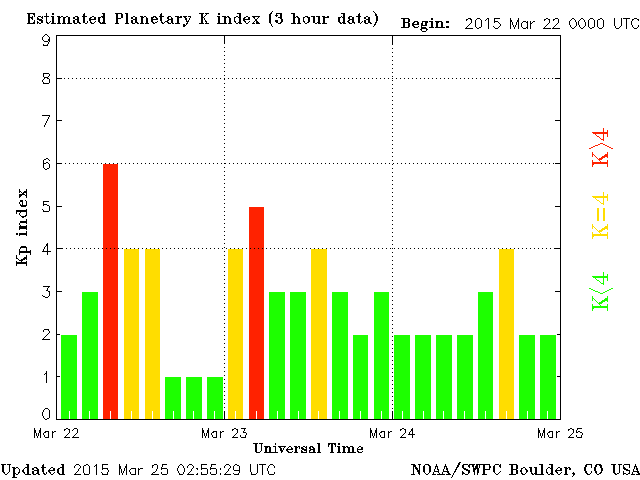 Estimated Planetary K index (3 hour data) Begin: 2015 Mar 22 0000 UTC
9
8
7
6
5
4
3
2
1
0
Kp index
K>4
K=4
K<4
Mar 22 Mar 23 Mar 24 Mar 25
Universal Time
Updated 2015 Mar 25 02:55:29 UTC NOAA/SWPC Boulder, CO USA